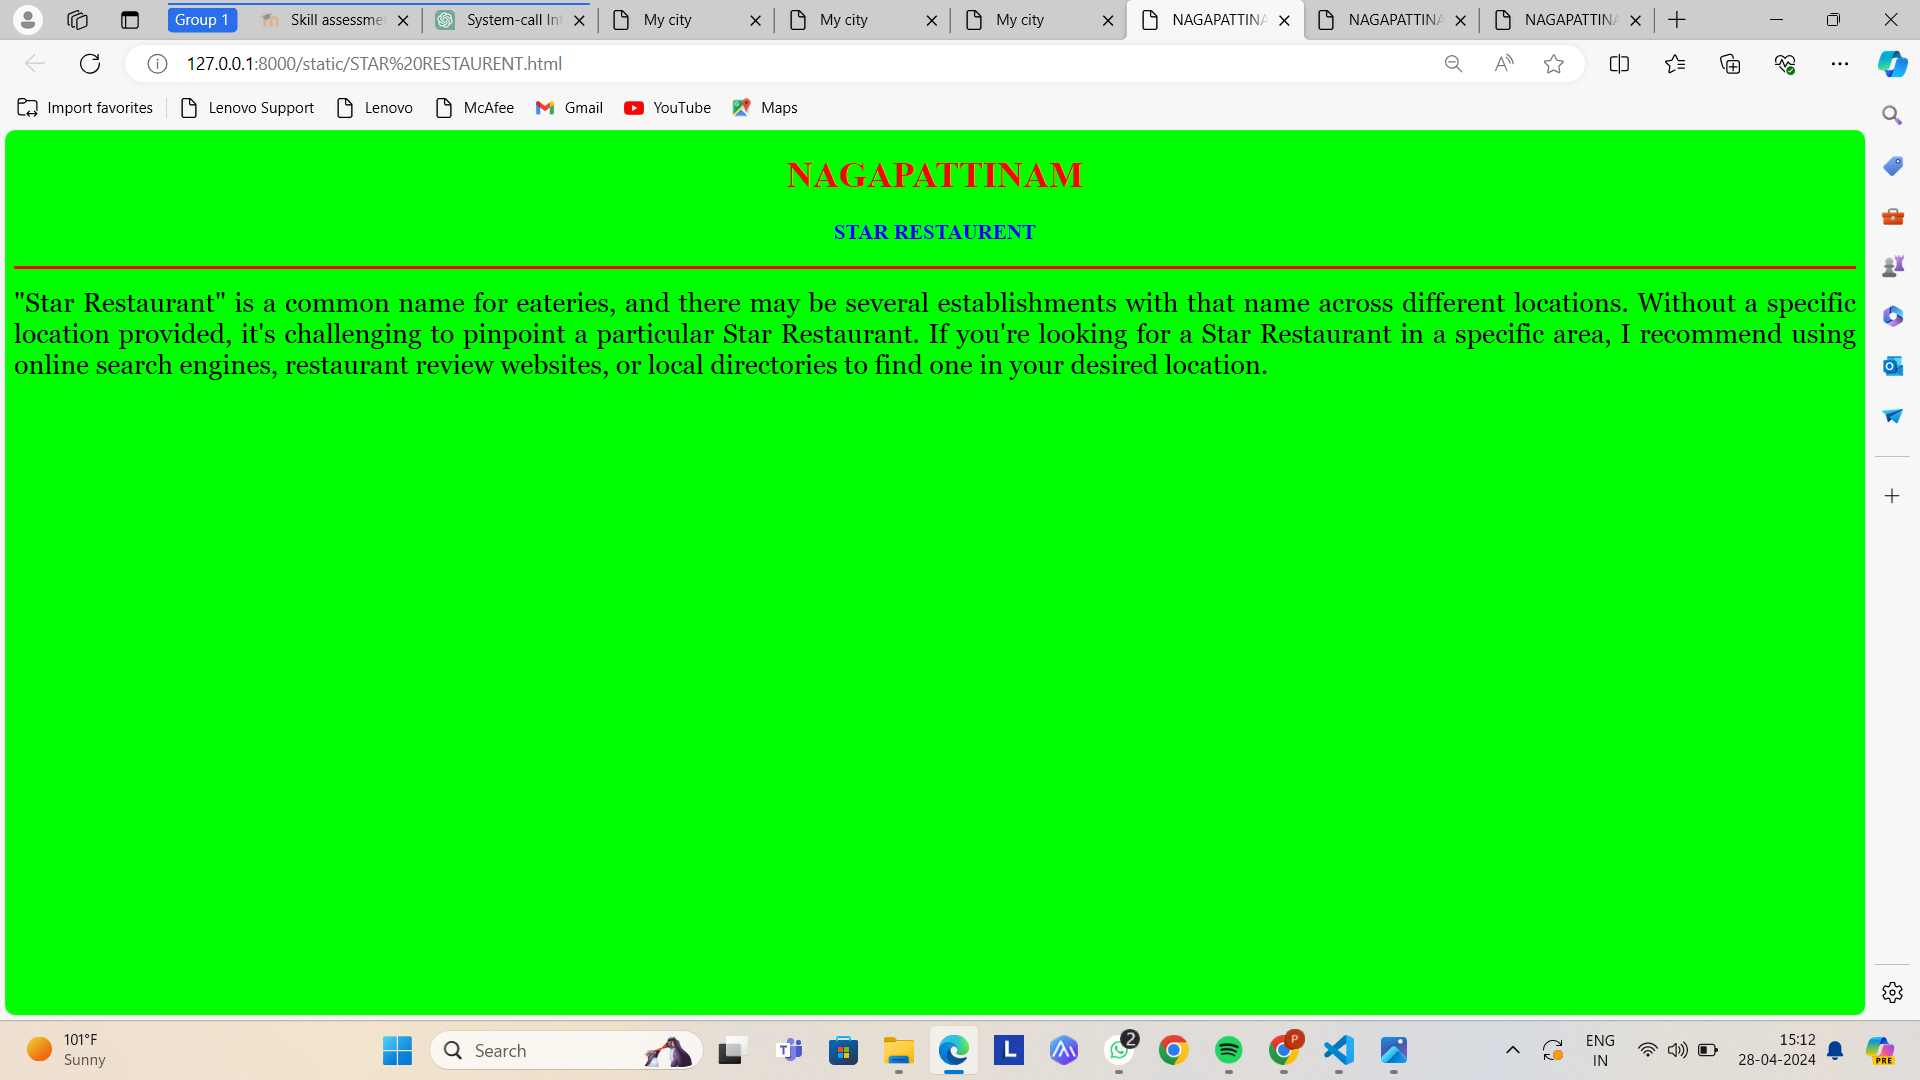 Group 1
Skill assessme
System-call Int
My city
My city
My city
NAGAPATTINA
NAGAPATTINA
NAGAPATTINA
127.0.0.1:8000/static/STAR%20RESTAURENT.html
Import favorites
Lenovo Support
Lenovo
McAfee
Gmail
YouTube
Maps
NAGAPATTINAM
STAR RESTAURENT
"Star Restaurant" is a common name for eateries, and there may be several establishments with that name across different locations. Without a specific
location provided, it's challenging to pinpoint a particular Star Restaurant. If you're looking for a Star Restaurant in a specific area, I recommend using
online search engines, restaurant review websites, or local directories to find one in your desired location.
101°F
Sunny
Search
L
2
P
ENG
IN
15:12
28-04-2024
PRE